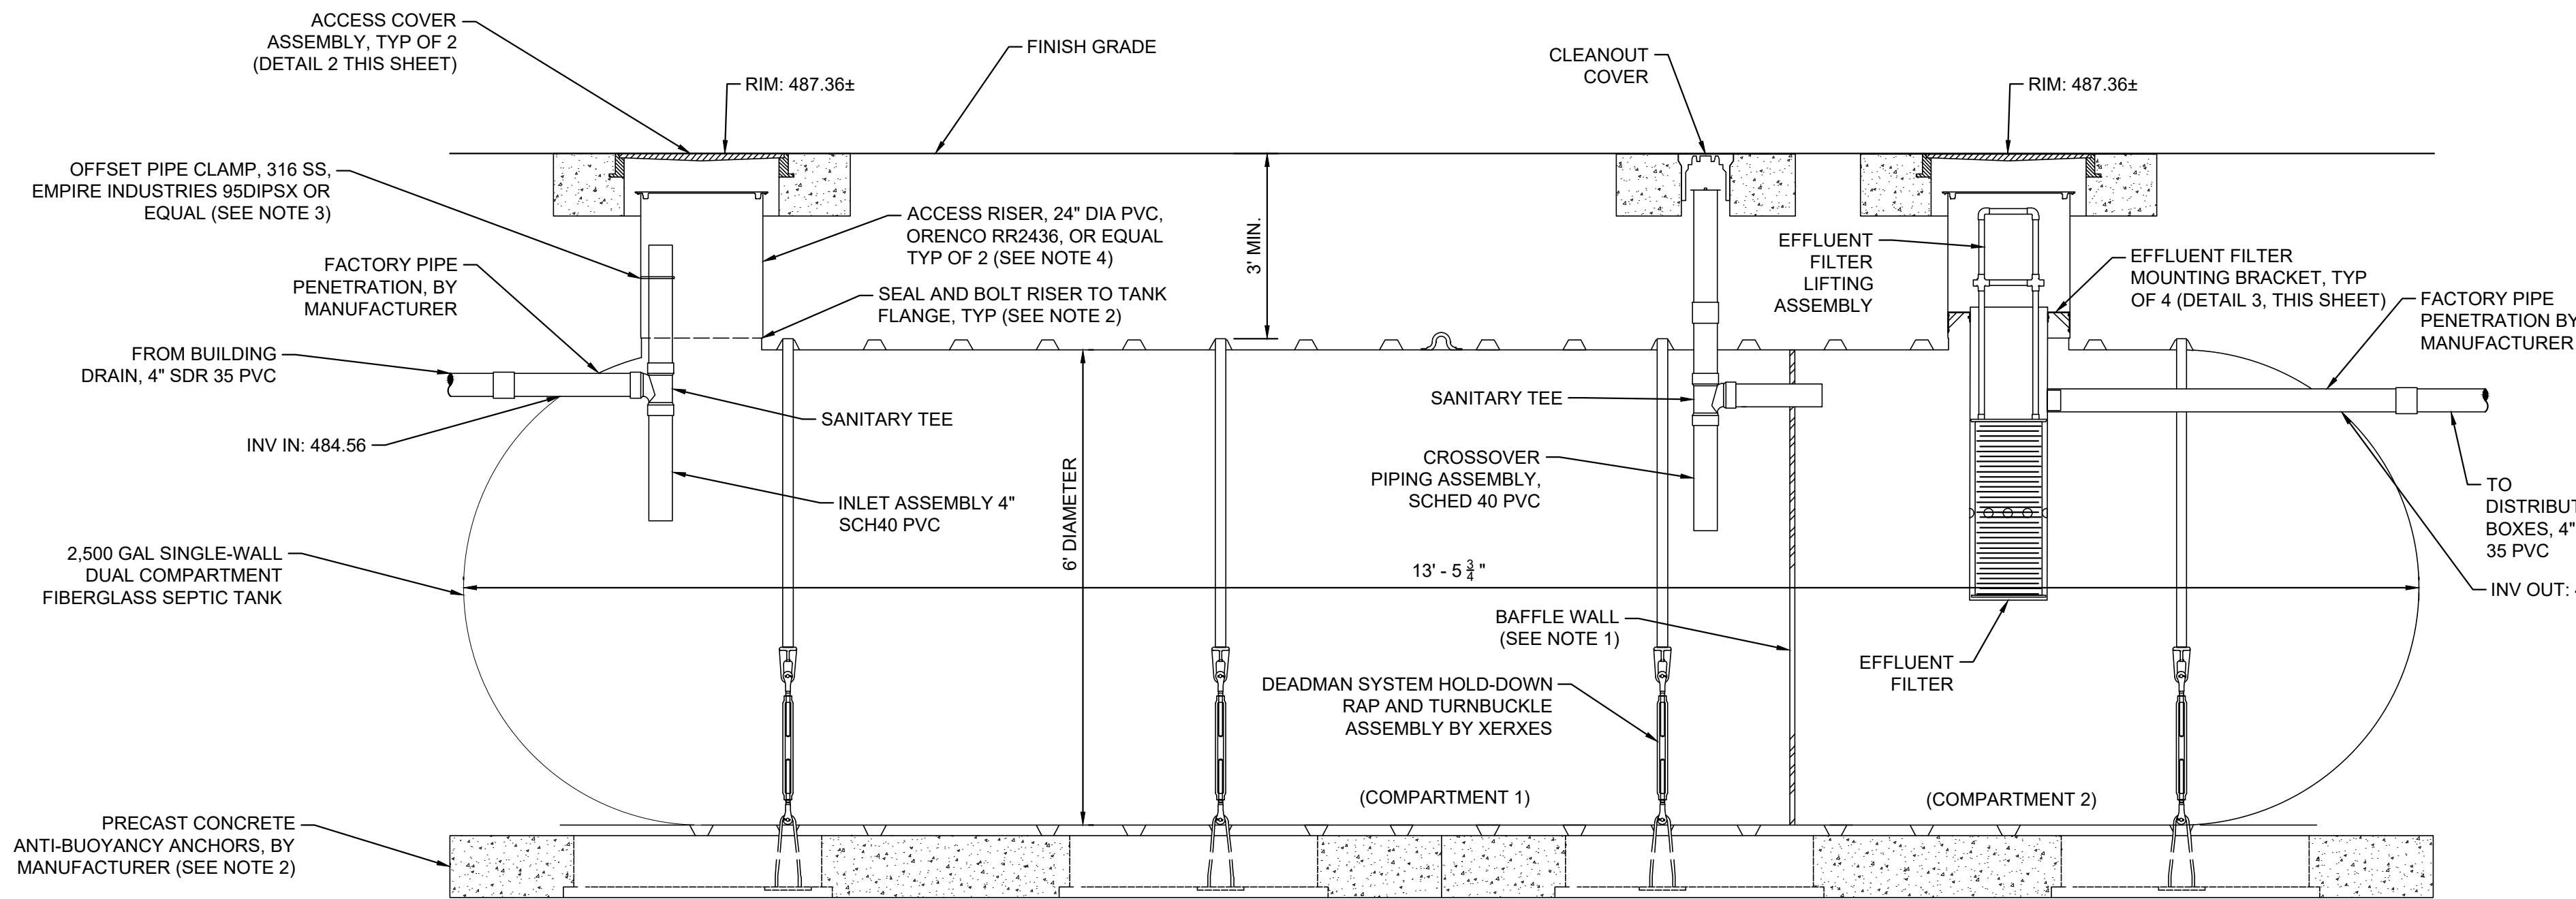 ACCESS COVER
ASSEMBLY, TYP OF 2
(DETAIL 2 THIS SHEET)
RIM: 487.36±
FINISH GRADE
CLEANOUT
COVER
RIM: 487.36±
OFFSET PIPE CLAMP, 316 SS,
EMPIRE INDUSTRIES 95DIPSX OR
EQUAL (SEE NOTE 3)
ACCESS RISER, 24" DIA PVC,
ORENCO RR2436, OR EQUAL
TYP OF 2 (SEE NOTE 4)
3' MIN.
EFFLUENT
FILTER
LIFTING
ASSEMBLY
EFFLUENT FILTER
MOUNTING BRACKET, TYP
OF 4 (DETAIL 3, THIS SHEET)
FACTORY PIPE
PENETRATION, BY
MANUFACTURER
SEAL AND BOLT RISER TO TANK
FLANGE, TYP (SEE NOTE 2)
FACTORY PIPE
PENETRATION BY
MANUFACTURER
FROM BUILDING
DRAIN, 4" SDR 35 PVC
SANITARY TEE
SANITARY TEE
INV IN: 484.56
INLET ASSEMBLY 4"
SCH40 PVC
6' DIAMETER
CROSSOVER
PIPING ASSEMBLY,
SCHED 40 PVC
TO
DISTRIBUT
BOXES, 4"
35 PVC
2,500 GAL SINGLE-WALL
DUAL COMPARTMENT
FIBERGLASS SEPTIC TANK
13' - 5 3/4 "
INV OUT:
BAFFLE WALL
(SEE NOTE 1)
EFFLUENT
FILTER
DEADMAN SYSTEM HOLD-DOWN
RAP AND TURNBUCKLE
ASSEMBLY BY XERXES
(COMPARTMENT 1)
(COMPARTMENT 2)
PRECAST CONCRETE
ANTI-BUOYANCY ANCHORS, BY
MANUFACTURER (SEE NOTE 2)